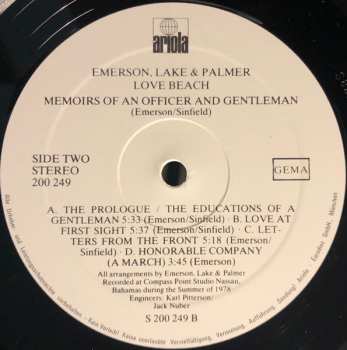 ariola
EMERSON, LAKE & PALMER
LOVE BEACH
MEMOIRS OF AN OFFICER AND GENTLEMAN
(Emerson/Sinfield)
SIDE TWO
STEREO
200 249
GEMA
A. THE PROLOGUE / THE EDUCATIONS OF A
GENTLEMAN 5:33 (Emerson/Sinfield) · B. LOVE AT
FIRST SIGHT 5:37 (Emerson/Sinfield) · C. LET-
TERS FROM THE FRONT 5:18 (Emerson/
Sinfield) · D. HONORABLE COMPANY
(A MARCH) 3:45 (Emerson)
All arrangements by Emerson, Lake & Palmer
Recorded at Compass Point Studio Nassau,
Bahamas during the Summer of 1978
Engineers: Karl Pitterson/
Jack Nuber
S 200 249 B